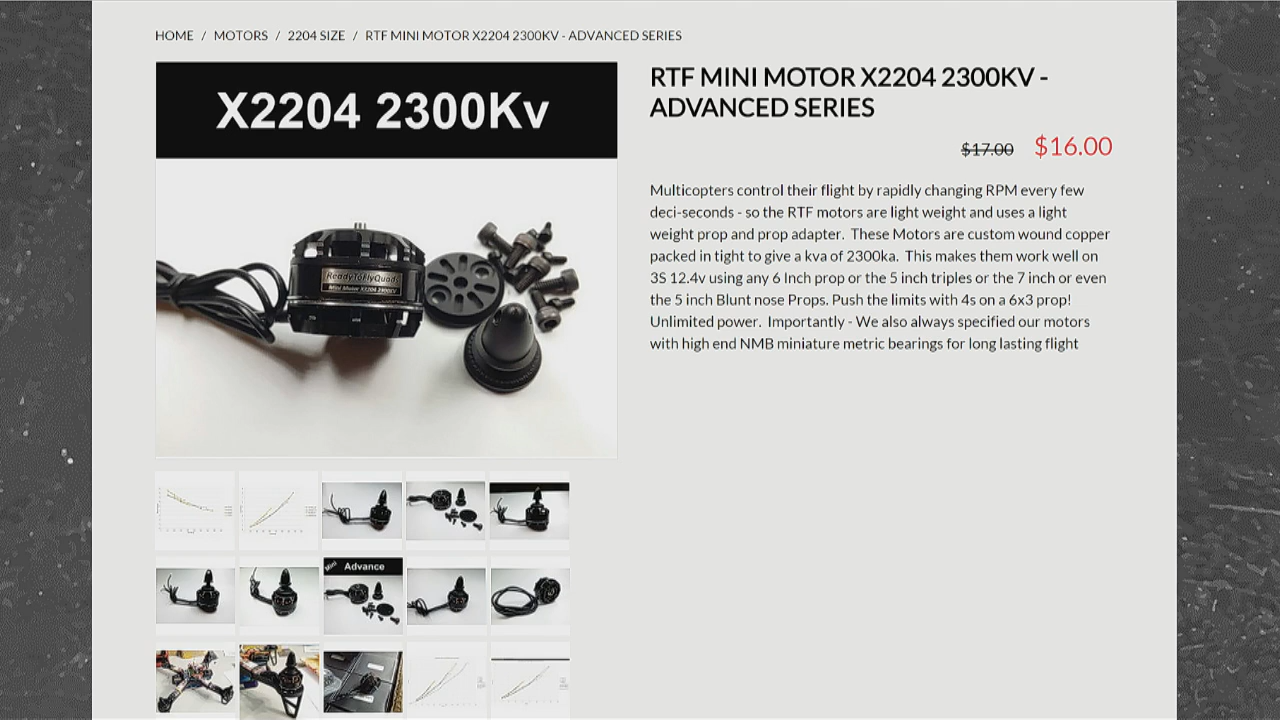 HOME / MOTORS / 2204 SIZE / RTF MINI MOTOR X2204 2300KV - ADVANCED SERIES
X2204 2300Kv
ReadyToFlyQuads
Mini Motor X2204 2300KV
RTF MINI MOTOR X2204 2300KV -
ADVANCED SERIES
$17.00 $16.00
Multicopters control their flight by rapidly changing RPM every few
deci-seconds - so the RTF motors are light weight and uses a light
weight prop and prop adapter. These Motors are custom wound copper
packed in tight to give a kva of 2300ka. This makes them work well on
3S 12.4v using any 6 inch prop or the 5 inch triples or the 7 inch or even
the 5 inch Blunt nose Props. Push the limits with 4s on a 6x3 prop!
Unlimited power. Importantly - We also always specified our motors
with high end NMB miniature metric bearings for long lasting flight
Mini Advance